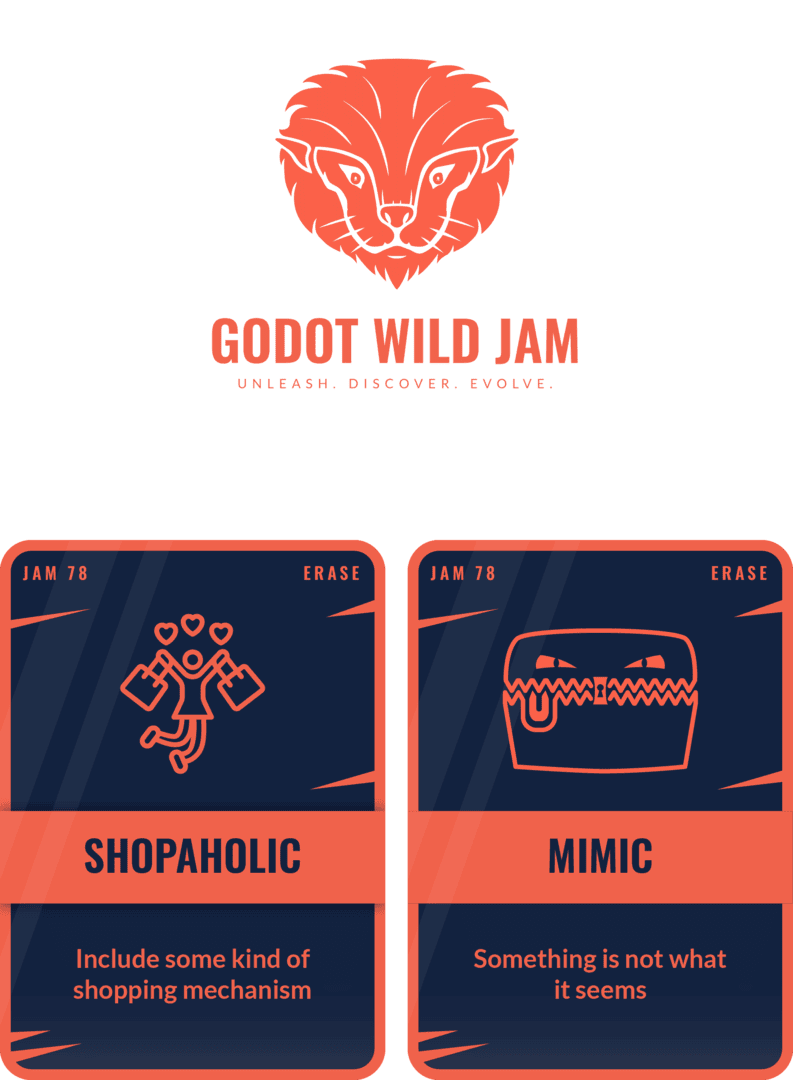 GODOT WILD JAM
UNLEASH. DISCOVER. EVOLVE.
JAM 78
ERASE
SHOPAHOLIC
Include some kind of
shopping mechanism
JAM 78
ERASE
MIMIC
Something is not what
it seems